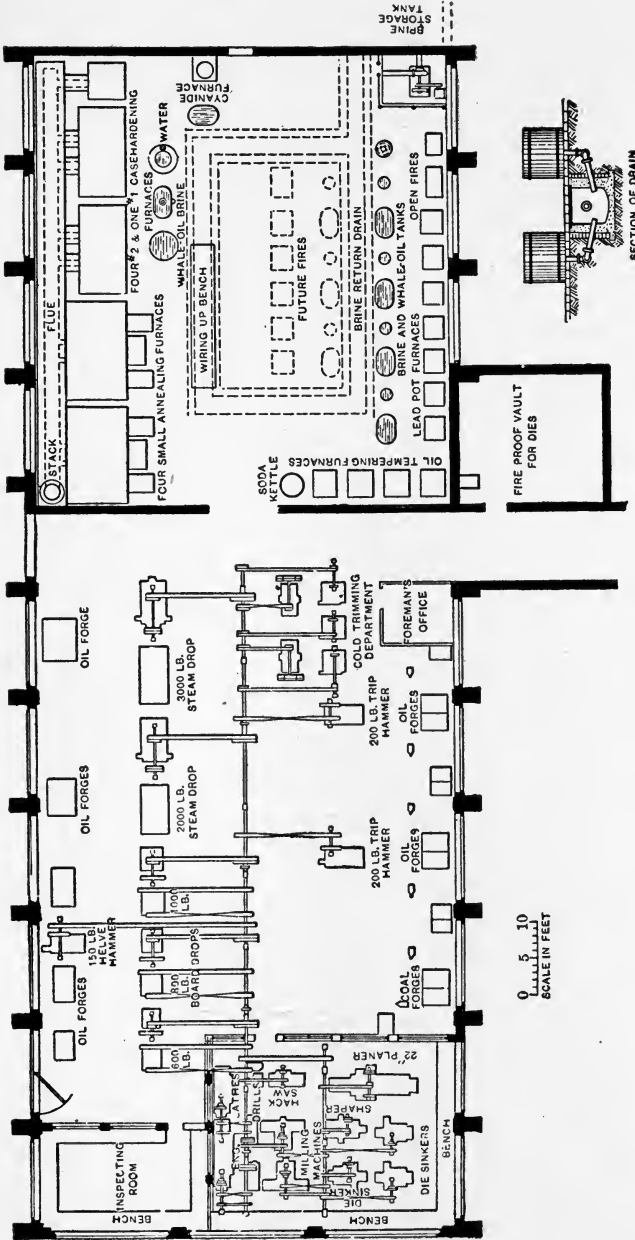 BRINE
STORAGE
TANK
STACK
FLUE
FOUR #2 & ONE #1 CASEHARDENING
FURNACES
WATER
CYANIDE
FURNACE
FOUR SMALL ANNEALING FURNACES
WHALE OIL BRINE
WIRING UP BENCH
FUTURE FIRES
BRINE RETURN DRAIN
BRINE AND WHALE OIL TANKS
LEAD POT FURNACES
OPEN FIRES
SODA
KETTLE
OIL TEMPERING FURNACES
FIRE PROOF VAULT
FOR DIES
SECTION OF DRAIN
OIL FORGES
150 LB.
HELVE
HAMMER
OIL FORGES
OIL FORGE
600
LB.
800
LB.
BOARD DROPS
1000
LB.
2000 LB.
STEAM DROP
3000 LB.
STEAM DROP
COLD TRIMMING
DEPARTMENT
200 LB. TRIP
HAMMER
200 LB. TRIP
HAMMER
COAL
FORGES
OIL
FORGES
OIL
FORGES
FOREMAN'S
OFFICE
INSPECTING
ROOM
BENCH
ENG. LATHES
DRILLS
HACK
SAW
MILLING
MACHINES
22" PLANER
SHAPER
DIE
SINKER
DIE SINKERS
BENCH
BENCH
0 5 10
SCALE IN FEET